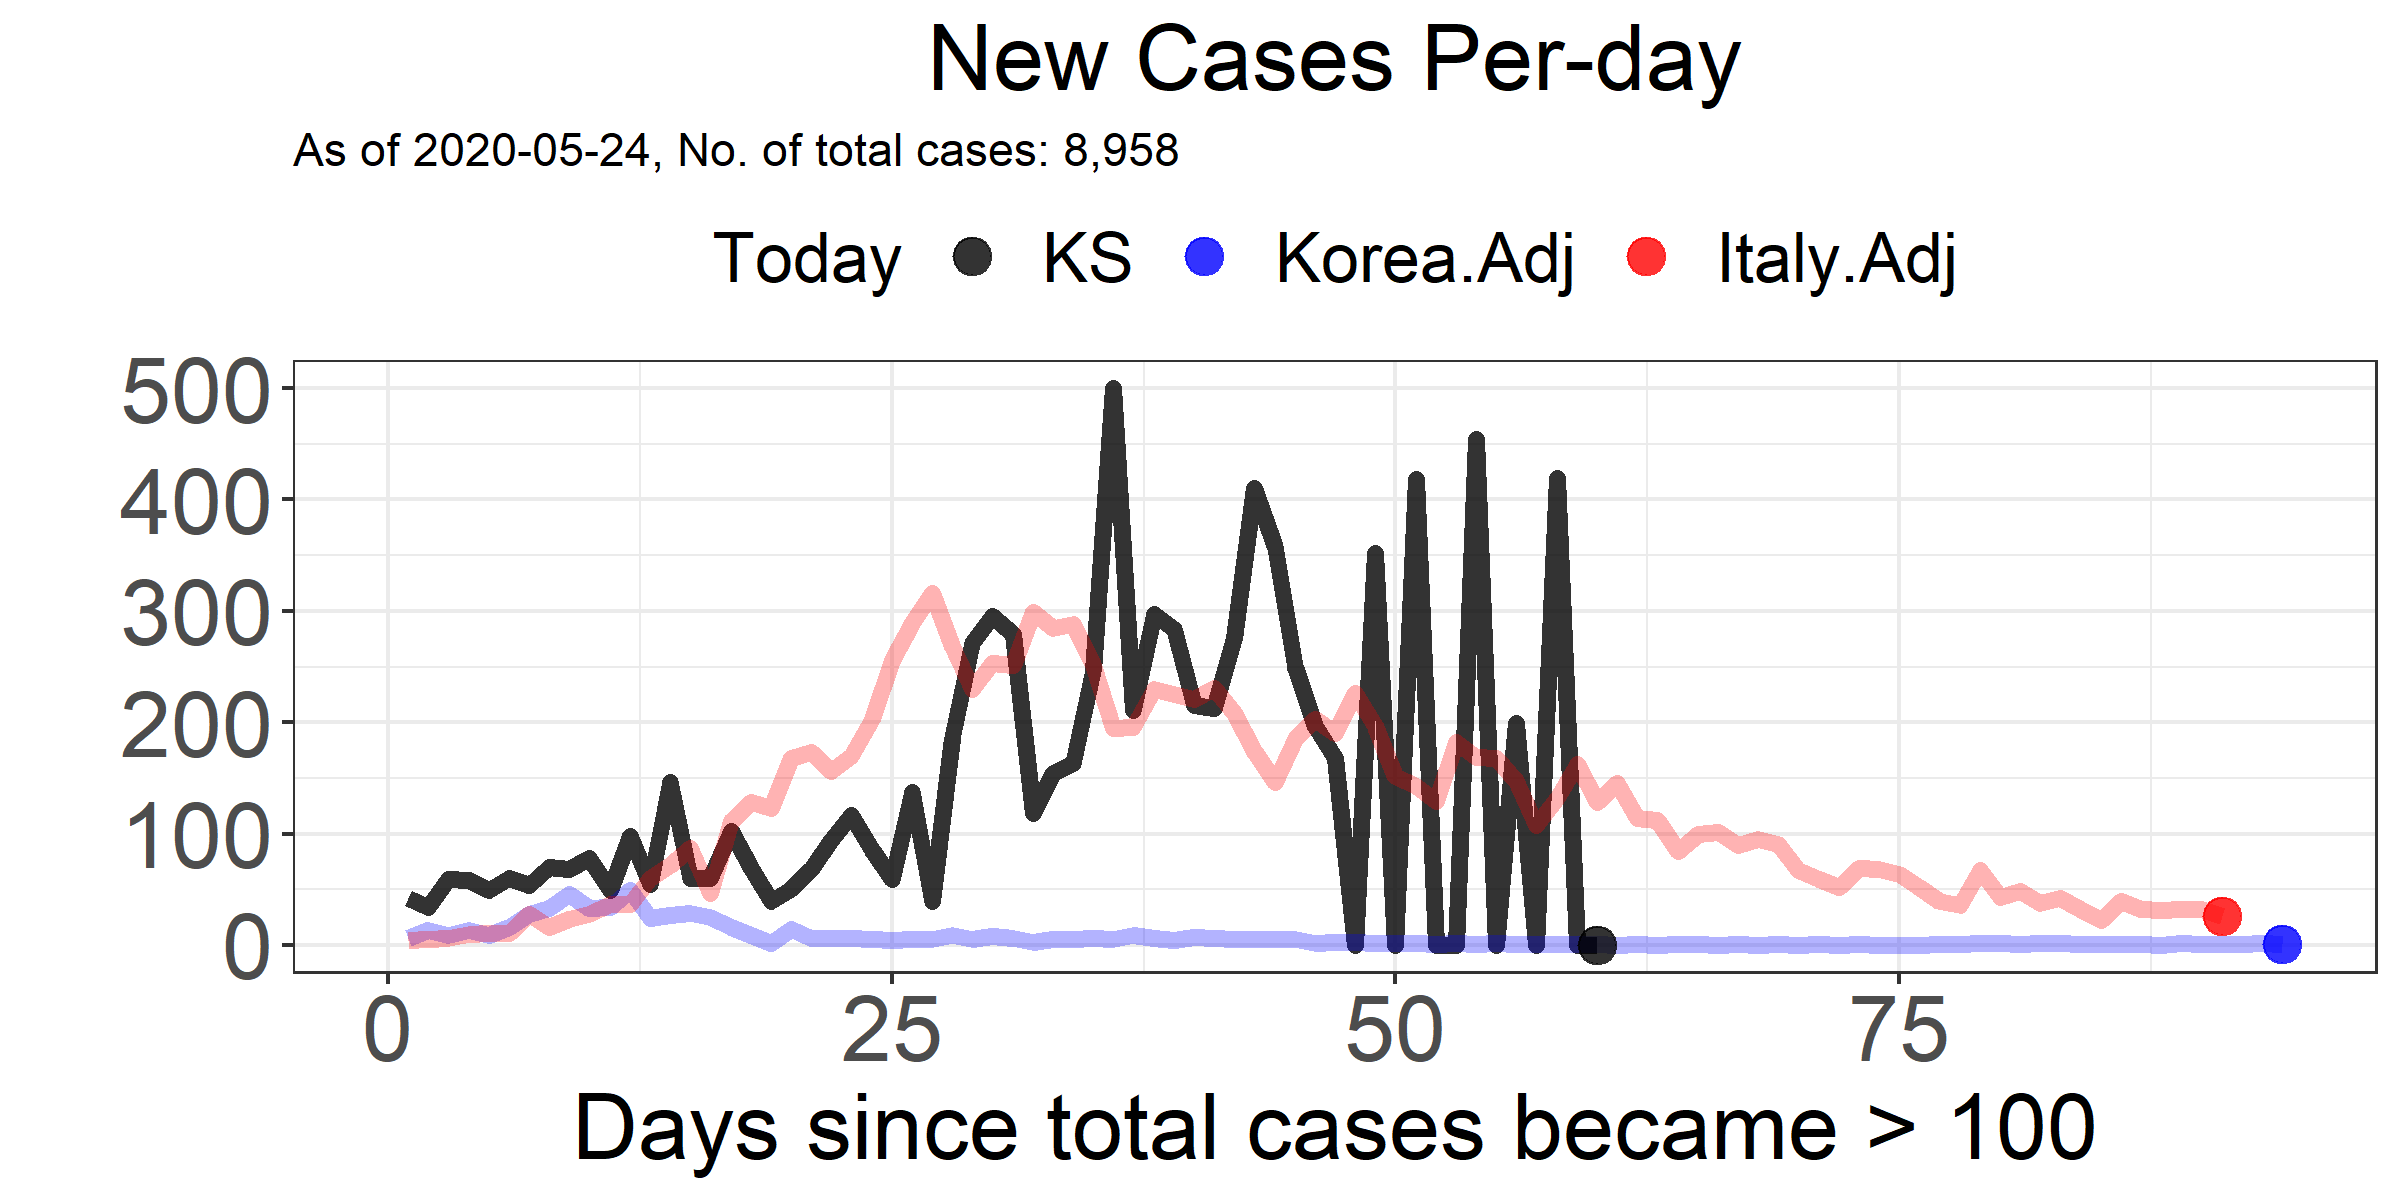 New Cases Per-day
As of 2020-05-24, No. of total cases: 8,958
Today KS Korea.Adj Italy.Adj
500
400
300
200
100
0
0 25 50 75
Days since total cases became > 100